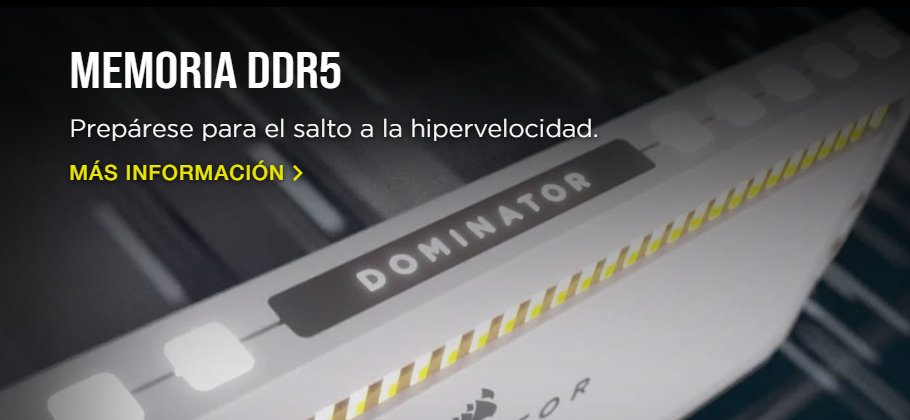 MEMORIA DDR5
Prepárese para el salto a la hipervelocidad.
MÁS INFORMACIÓN >
DOMINATOR